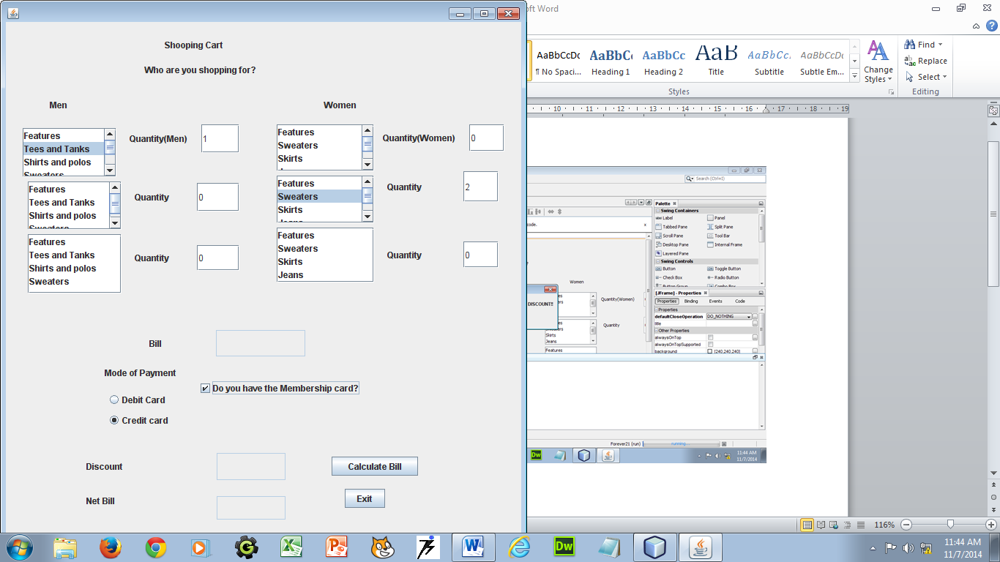 Shooping Cart
Who are you shopping for?
Men
Women
Features
Tees and Tanks
Shirts and polos
Sweaters
Quantity(Men)
1
Features
Sweaters
Skirts
Quantity(Women)
0
Features
Tees and Tanks
Shirts and polos
Sweaters
Quantity
0
Features
Sweaters
Skirts
Jeans
Quantity
2
Features
Tees and Tanks
Shirts and polos
Sweaters
Quantity
0
Features
Sweaters
Skirts
Jeans
Quantity
0
Bill
Mode of Payment
Do you have the Membership card?
Debit Card
Credit card
Discount
Calculate Bill
Net Bill
Exit
oft Word
AaBbCcDc
AaBbCc
AaBbCc
AaB
AaBbCc.
AaBbCcDc
¶ No Spaci...
Heading 1
Heading 2
Title
Subtitle
Subtle Em...
Change
Styles
Find
Replace
Select
Styles
Editing
10 11 12 13 14 15 16 17 18 19
Search (Ctrl+I)
code.
Palette
Swing Containers
Label
Panel
Tabbed Pane
Split Pane
Scroll Pane
Tool Bar
Desktop Pane
Internal Frame
Layered Pane
Swing Controls
Button
Toggle Button
Check Box
Radio Button
Women
DISCOUNT!!
Quantity(Women)
Quantity
Skirts
Jeans
Features
[JFrame] - Properties
Properties
Binding
Events
Code
Properties
defaultCloseOperation
DO_NOTHING
title
Other Properties
alwaysOnTop
alwaysOnTopSupported
background
[240,240,240]
Forever21 (run)
running...
Dw
11:44 AM
11/7/2014
116%
Dw
11:44 AM
11/7/2014